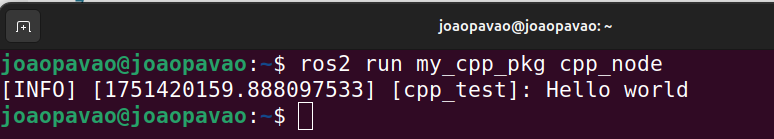 joaopavao@joaopavao: ~
joaopavao@joaopavao:~$ ros2 run my_cpp_pkg cpp_node
[INFO] [1751420159.888097533] [cpp_test]: Hello world
joaopavao@joaopavao:~$